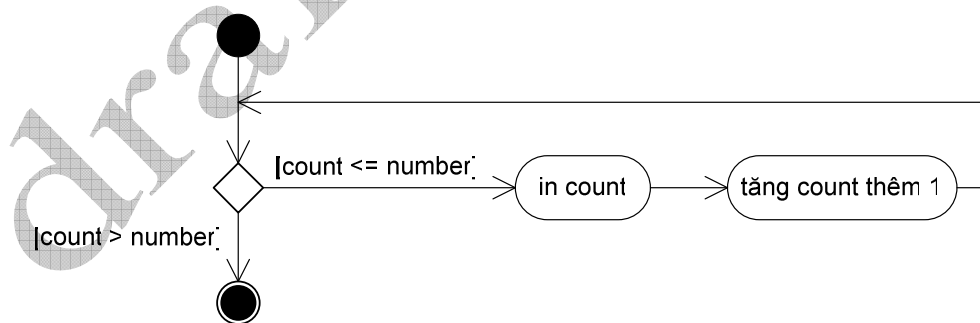 [count <= number]
in count
tăng count thêm 1
[count > number]